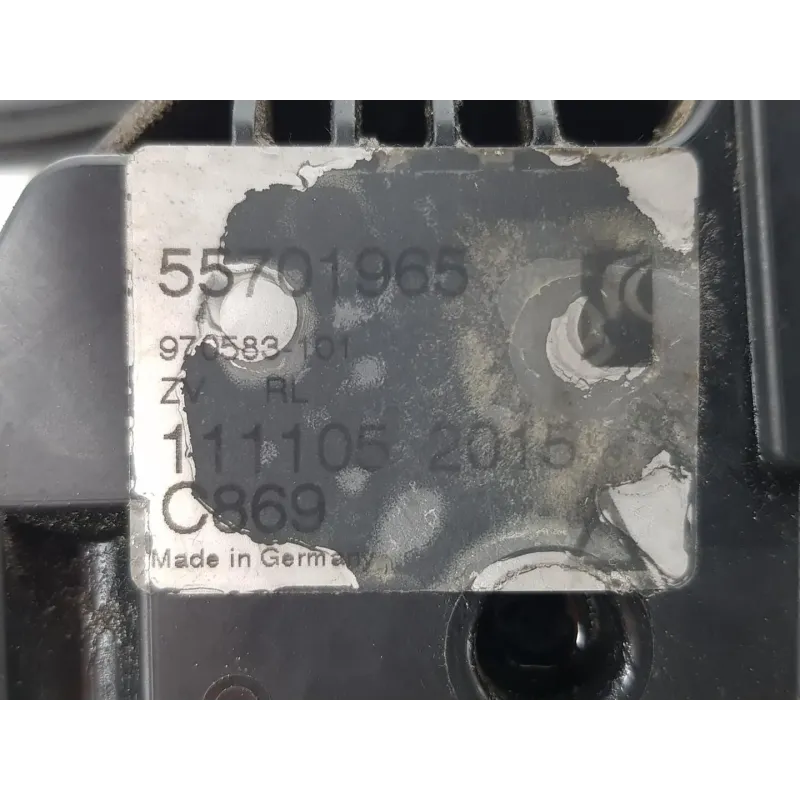 55701965
970583-101
ZV RL
111105 2015
C869
Made in Germany